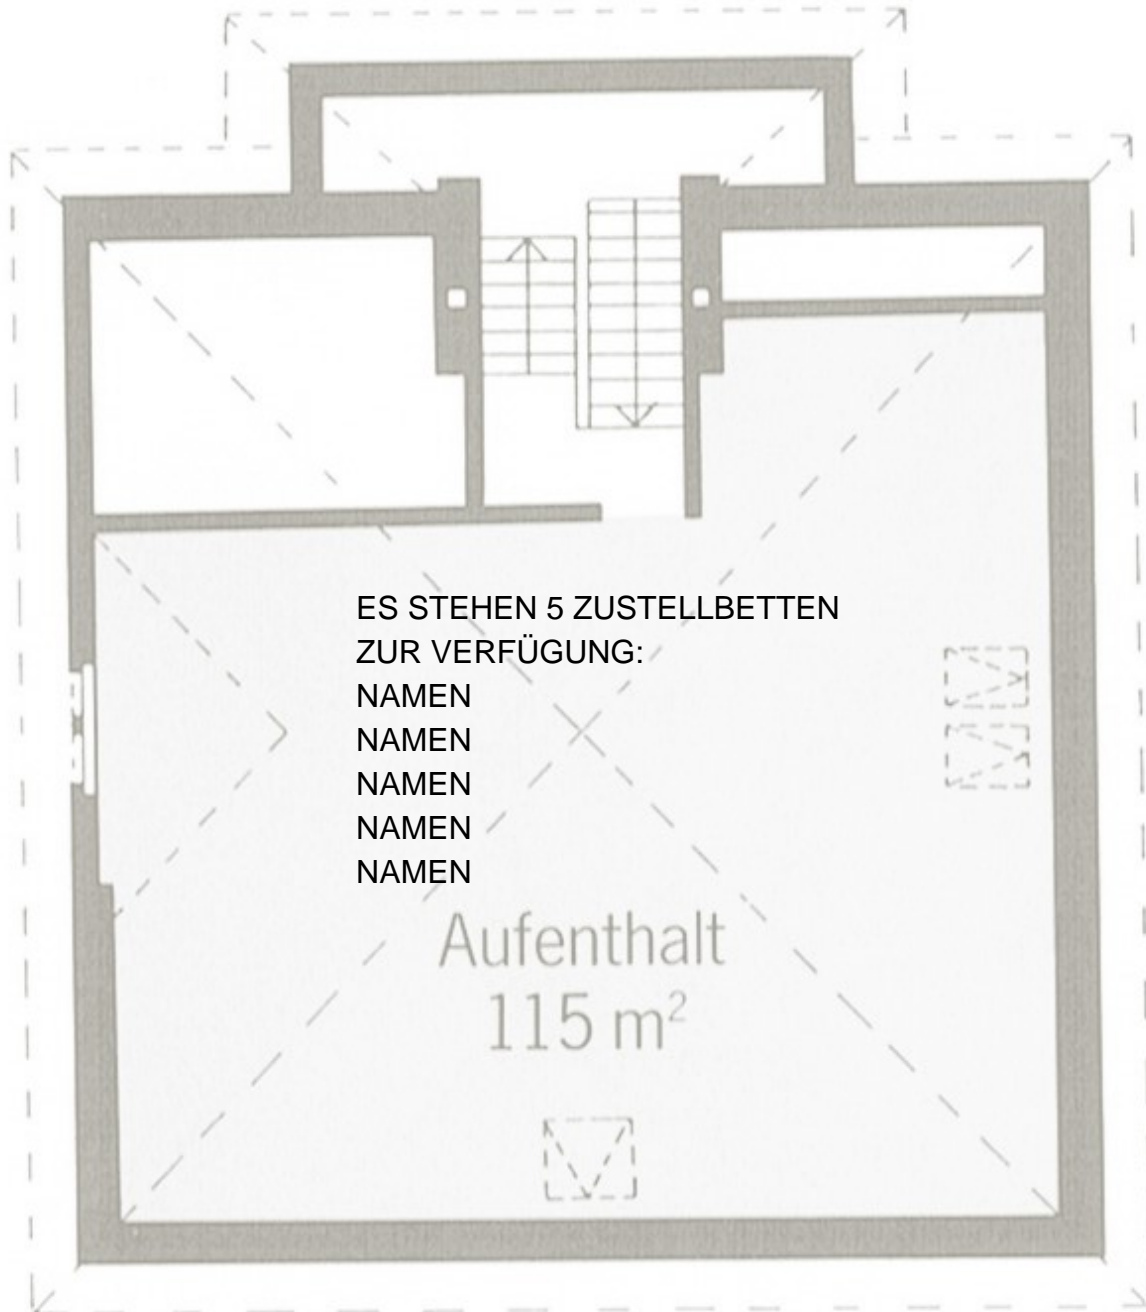 ES STEHEN 5 ZUSTELLBETTEN
ZUR VERFÜGUNG:
NAMEN
NAMEN
NAMEN
NAMEN
NAMEN
Aufenthalt
115 m²